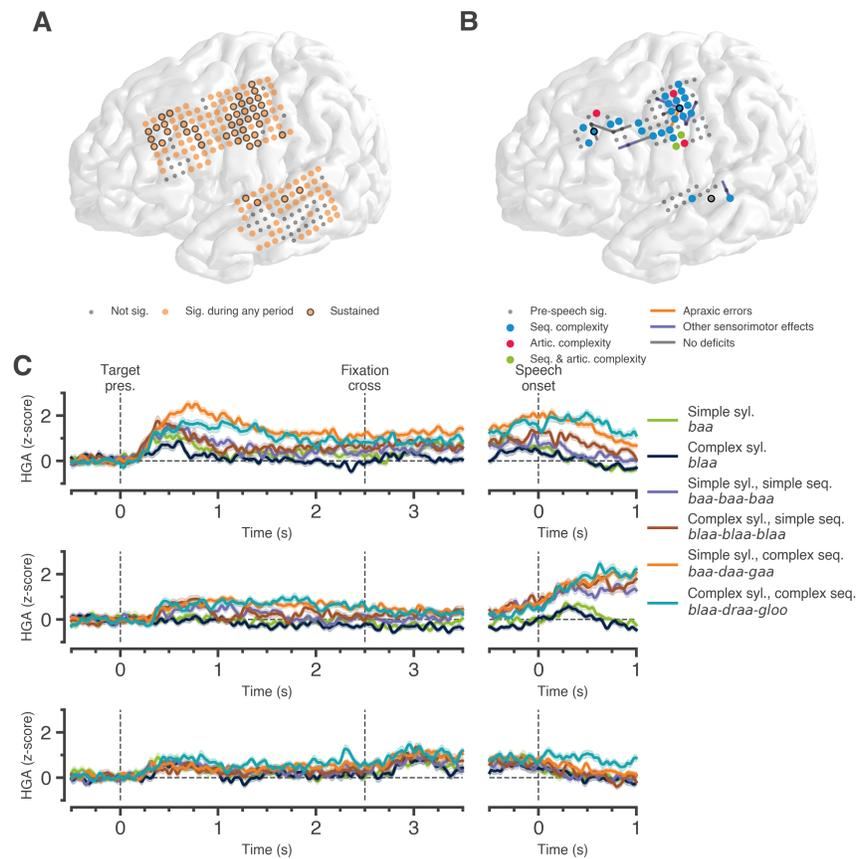 A
B
Not sig.
Sig. during any period
Sustained
Pre-speech sig.
Seq. complexity
Artic. complexity
Seq. & artic. complexity
Apraxic errors
Other sensorimotor effects
No deficits
C
Target
pres.
Fixation
cross
Speech
onset
HGA (z-score)
2
0
0 1 2 3
0 1
Time (s)
Time (s)
HGA (z-score)
2
0
0 1 2 3
0 1
Time (s)
Time (s)
HGA (z-score)
2
0
0 1 2 3
0 1
Time (s)
Time (s)
Simple syl.
baa
Complex syl.
blaa
Simple syl., simple seq.
baa-baa-baa
Complex syl., simple seq.
blaa-blaa-blaa
Simple syl., complex seq.
baa-daa-gaa
Complex syl., complex seq.
blaa-draa-gloo